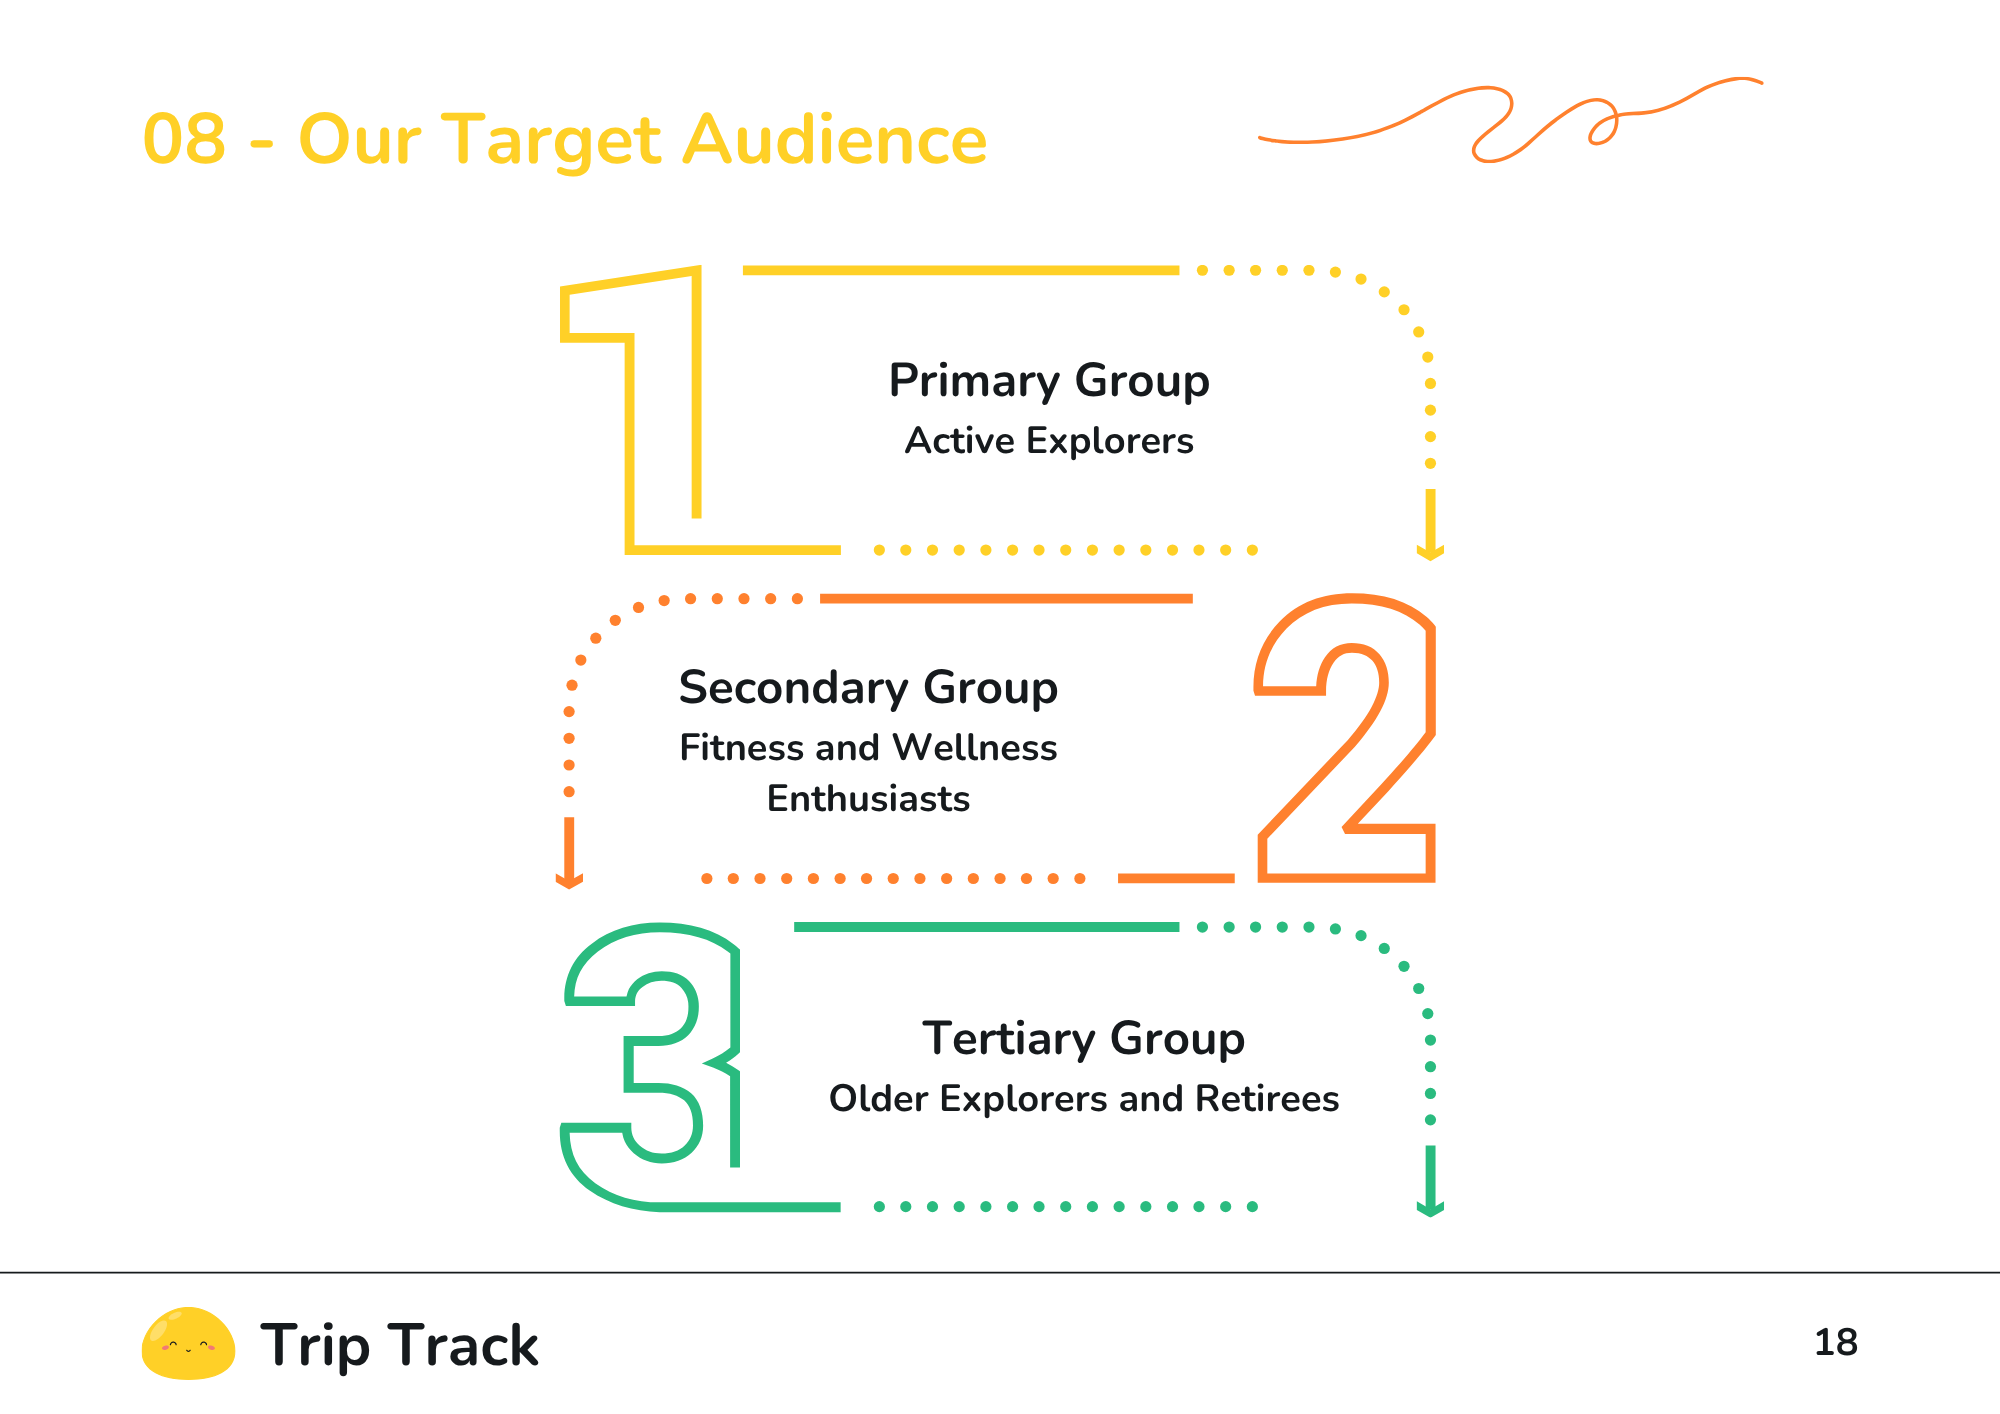 08 - Our Target Audience
1
Primary Group
Active Explorers
2
Secondary Group
Fitness and Wellness
Enthusiasts
3
Tertiary Group
Older Explorers and Retirees
Trip Track
18